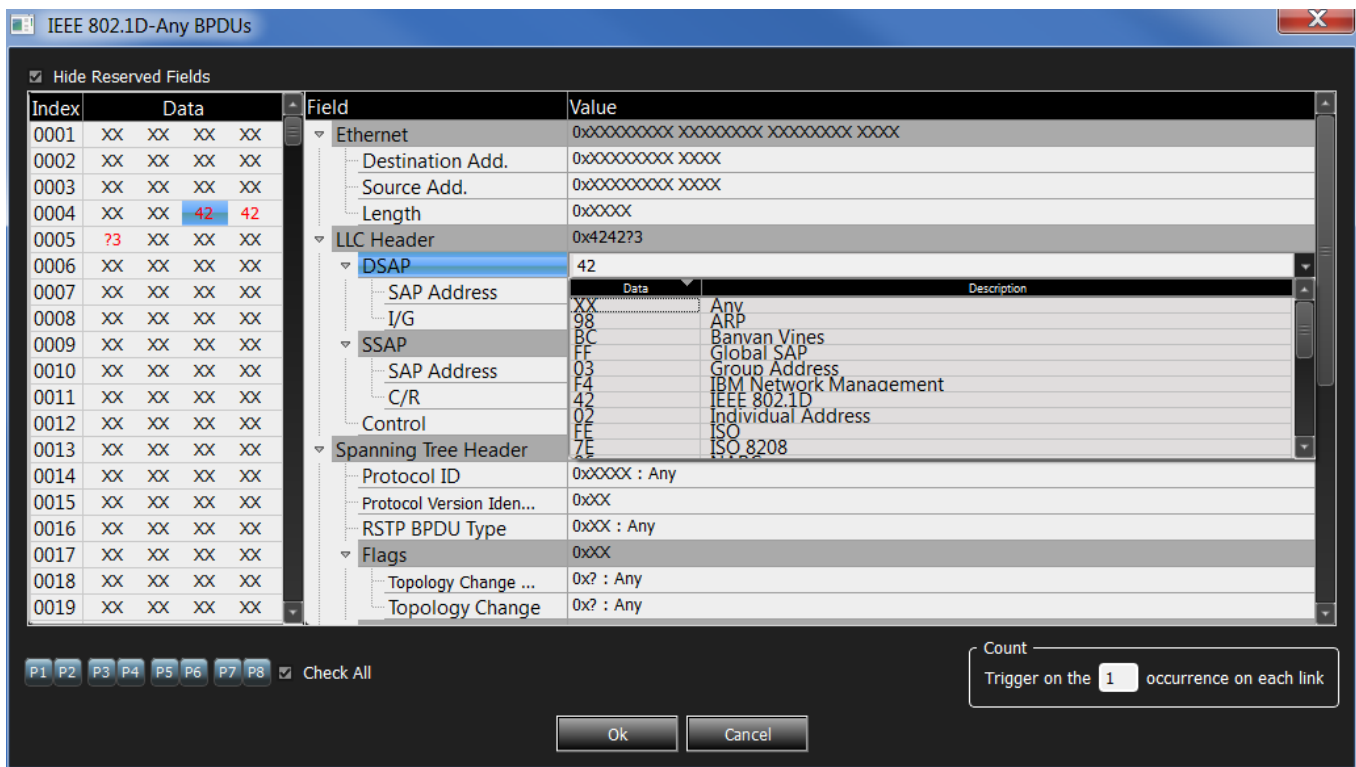 IEEE 802.1D-Any BPDUs
Hide Reserved Fields
Index Data Field Value
0001 XX XX XX XX Ethernet 0xXXXXXXXX XXXXXXXX XXXXXXXX XXXX
0002 XX XX XX XX Destination Add. 0xXXXXXXXX XXXX
0003 XX XX XX XX Source Add. 0xXXXXXXXX XXXX
0004 XX XX 42 42 Length 0xXXXX
0005 ?3 XX XX XX LLC Header 0x4242?3
0006 XX XX XX XX DSAP 42
0007 XX XX XX XX SAP Address Data Description
XX Any
0008 XX XX XX XX I/G 98 ARP
BC Banyan Vines
0009 XX XX XX XX SSAP FF Global SAP
0010 XX XX XX XX SAP Address 03 Group Address
F4 IBM Network Management
0011 XX XX XX XX C/R 42 IEEE 802.1D
02 Individual Address
0012 XX XX XX XX Control FE ISO
0013 XX XX XX XX Spanning Tree Header 7E ISO 8208
0014 XX XX XX XX Protocol ID 0xXXXX : Any
0015 XX XX XX XX Protocol Version Iden... 0xXX
0016 XX XX XX XX RSTP BPDU Type 0xXX : Any
0017 XX XX XX XX Flags 0xXX
0018 XX XX XX XX Topology Change ... 0x? : Any
0019 XX XX XX XX Topology Change 0x? : Any
P1 P2 P3 P4 P5 P6 P7 P8 Check All
Count
Trigger on the 1 occurrence on each link
Ok Cancel